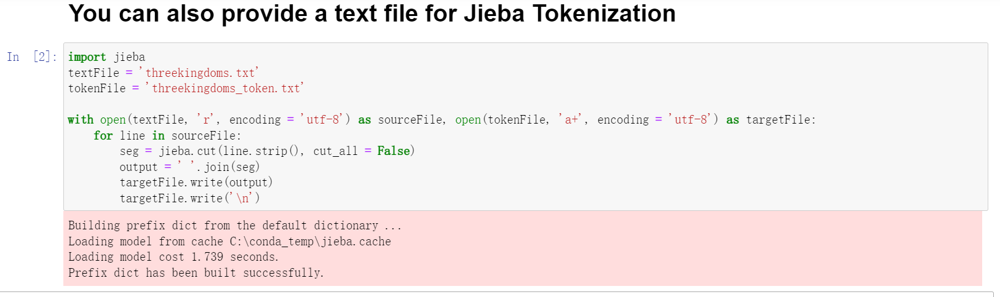 You can also provide a text file for Jieba Tokenization
In [2]:
import jieba
textFile = 'threekingdoms.txt'
tokenFile = 'threekingdoms_token.txt'
with open(textFile, 'r', encoding = 'utf-8') as sourceFile, open(tokenFile, 'a+', encoding = 'utf-8') as targetFile:
    for line in sourceFile:
        seg = jieba.cut(line.strip(), cut_all = False)
        output = ' '.join(seg)
        targetFile.write(output)
        targetFile.write('\n')
Building prefix dict from the default dictionary ...
Loading model from cache C:\conda_temp\jieba.cache
Loading model cost 1.739 seconds.
Prefix dict has been built successfully.